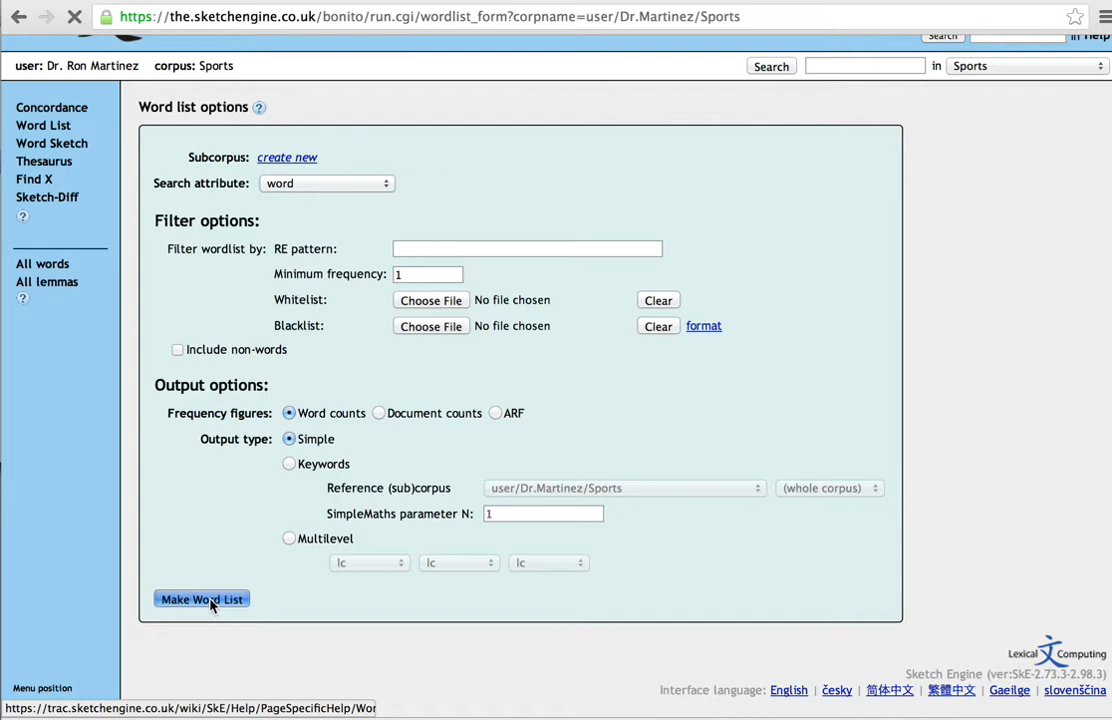 https://the.sketchengine.co.uk/bonito/run.cgi/wordlist_form?corpname=user/Dr.Martinez/Sports
Search in Help
user: Dr. Ron Martinez corpus: Sports Search in Sports
Concordance
Word List
Word Sketch
Thesaurus
Find X
Sketch-Diff
?
All words
All lemmas
?
Menu position
Word list options ?
Subcorpus: create new
Search attribute: word
Filter options:
Filter wordlist by: RE pattern:
Minimum frequency: 1
Whitelist: Choose File No file chosen Clear
Blacklist: Choose File No file chosen Clear format
Include non-words
Output options:
Frequency figures: Word counts Document counts ARF
Output type: Simple
Keywords
Reference (sub)corpus user/Dr.Martinez/Sports (whole corpus)
SimpleMaths parameter N: 1
Multilevel
lc lc lc
Make Word List
Lexical 文 Computing
Sketch Engine (ver:SkE-2.73.3-2.98.3)
Interface language: English česky 简体中文 繁體中文 Gaeilge slovenščina
https://trac.sketchengine.co.uk/wiki/SkE/Help/PageSpecificHelp/Wor